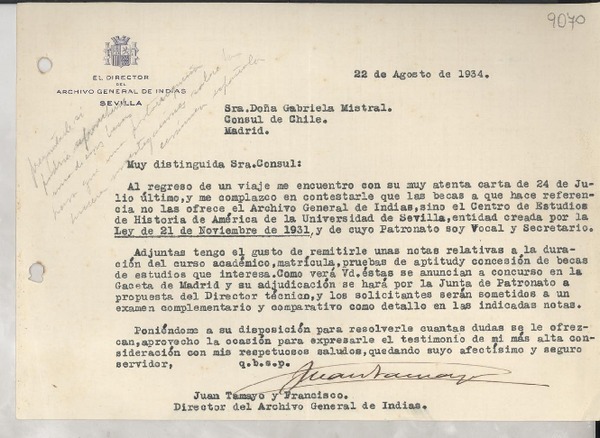 9070
EL DIRECTOR
DEL
ARCHIVO GENERAL DE INDIAS
SEVILLA
22 de Agosto de 1934.
Sra.Doña Gabriela Mistral.
Consul de Chile.
Madrid.
Muy distinguida Sra.Consul:
Al regreso de un viaje me encuentro con su muy atenta carta de 24 de Ju-
lio último,y me complazco en contestarle que las becas a que hace referen-
cia no las ofrece el Archivo General de Indias,sino el Centro de Estudios
de Historia de América de la Universidad de Sevilla,entidad creada por la
Ley de 21 de Noviembre de 1931,y de cuyo Patronato soy Vocal y Secretario.
Adjuntas tengo el gusto de remitirle unas notas relativas a la dura-
ción del curso académico,matrícula,pruebas de aptitudy concesión de becas
de estudios que interesa.Como verá Vd.éstas se anuncian a concurso en la
Gaceta de Madrid y su adjudicación se hará por la Junta de Patronato a
propuesta del Director técnico,y los solicitantes serán sometidos a un
examen complementario y comparativo como detallo en las indicadas notas.
Poniéndome a su disposición para resolverle cuantas dudas se le ofrez-
can,aprovecho la ocasión para expresarle el testimonio de mi más alta con-
sideración con mis respetuosos saludos,quedando suyo afectísimo y seguro
servidor, q.b.s.p.
Juan Tamayo
Juan Tamayo y Francisco.
Director del Archivo General de Indias.